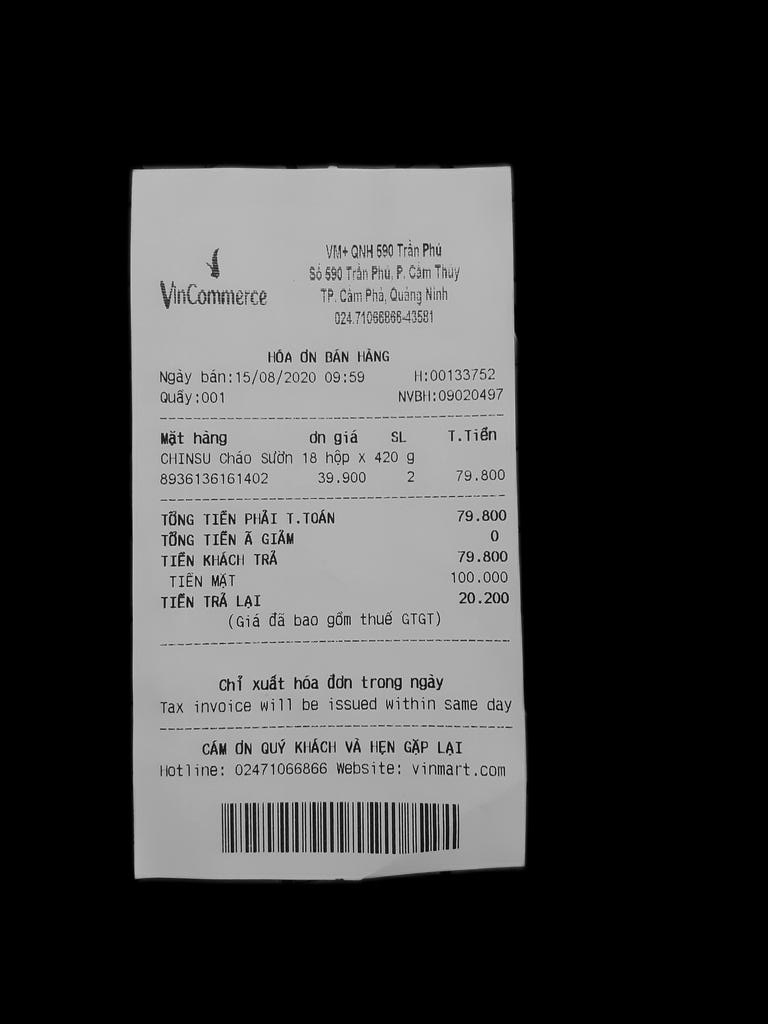 VinCommerce
VM+ QNH 590 Trần Phú
Số 590 Trần Phú, P. Cẩm Thủy
TP. Cẩm Phả, Quảng Ninh
024.71066866-43581
HÓA ƠN BÁN HÀNG
Ngày bán:15/08/2020 09:59 H:00133752
Quầy:001 NVBH:09020497
Mặt hàng ơn giá SL T.Tiền
CHINSU Cháo Sườn 18 hộp X 420 g
8936136161402 39.900 2 79.800
TỔNG TIỀN PHẢI T.TOÁN 79.800
TỔNG TIỀN Ã GIẢM 0
TIỀN KHÁCH TRẢ 79.800
TIỀN MẶT 100.000
TIỀN TRẢ LẠI 20.200
(Giá đã bao gồm thuế GTGT)
Chỉ xuất hóa đơn trong ngày
Tax invoice will be issued within same day
CẢM ƠN QUÝ KHÁCH VÀ HẸN GẶP LẠI
Hotline: 02471066866 Website: vinmart.com